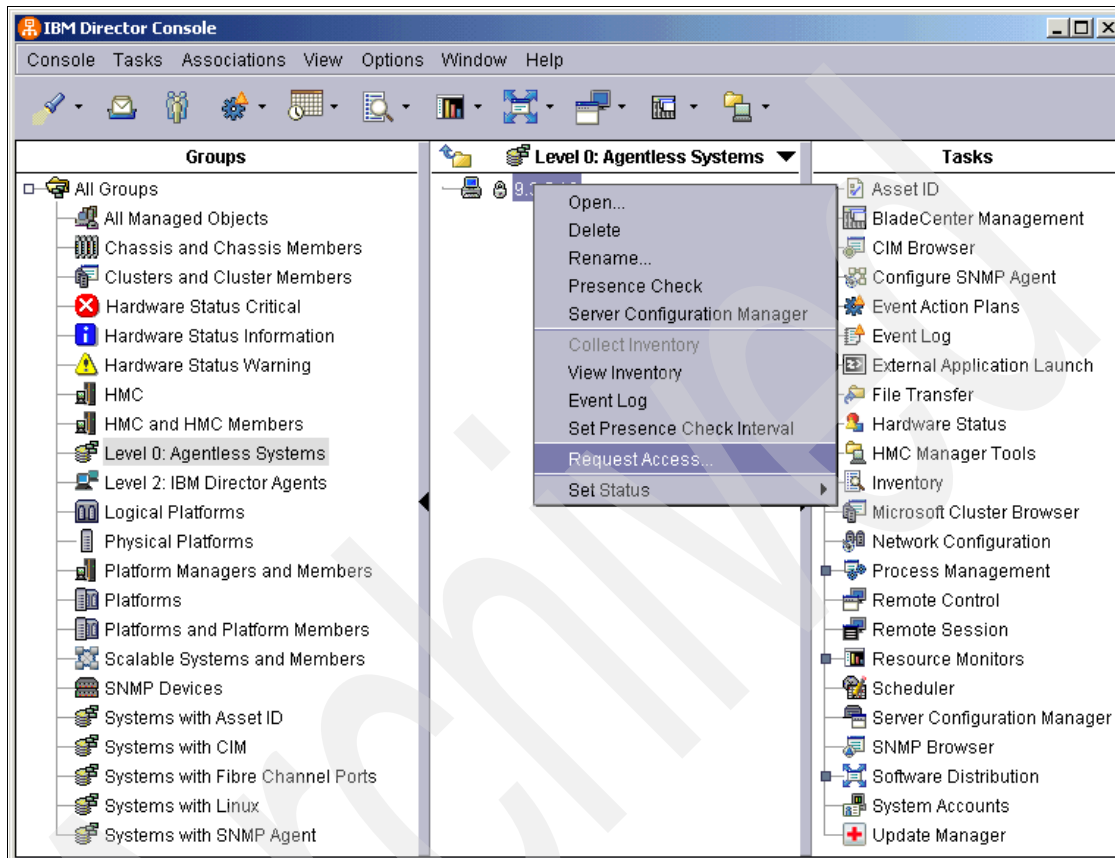 IBM Director Console
Console Tasks Associations View Options Window Help
Groups
All Groups
All Managed Objects
Chassis and Chassis Members
Clusters and Cluster Members
Hardware Status Critical
Hardware Status Information
Hardware Status Warning
HMC
HMC and HMC Members
Level 0: Agentless Systems
Level 2: IBM Director Agents
Logical Platforms
Physical Platforms
Platform Managers and Members
Platforms
Platforms and Platform Members
Scalable Systems and Members
SNMP Devices
Systems with Asset ID
Systems with CIM
Systems with Fibre Channel Ports
Systems with Linux
Systems with SNMP Agent
Level 0: Agentless Systems
Open...
Delete
Rename...
Presence Check
Server Configuration Manager
Collect Inventory
View Inventory
Event Log
Set Presence Check Interval
Request Access...
Set Status
Tasks
Asset ID
BladeCenter Management
CIM Browser
Configure SNMP Agent
Event Action Plans
Event Log
External Application Launch
File Transfer
Hardware Status
HMC Manager Tools
Inventory
Microsoft Cluster Browser
Network Configuration
Process Management
Remote Control
Remote Session
Resource Monitors
Scheduler
Server Configuration Manager
SNMP Browser
Software Distribution
System Accounts
Update Manager
Archived